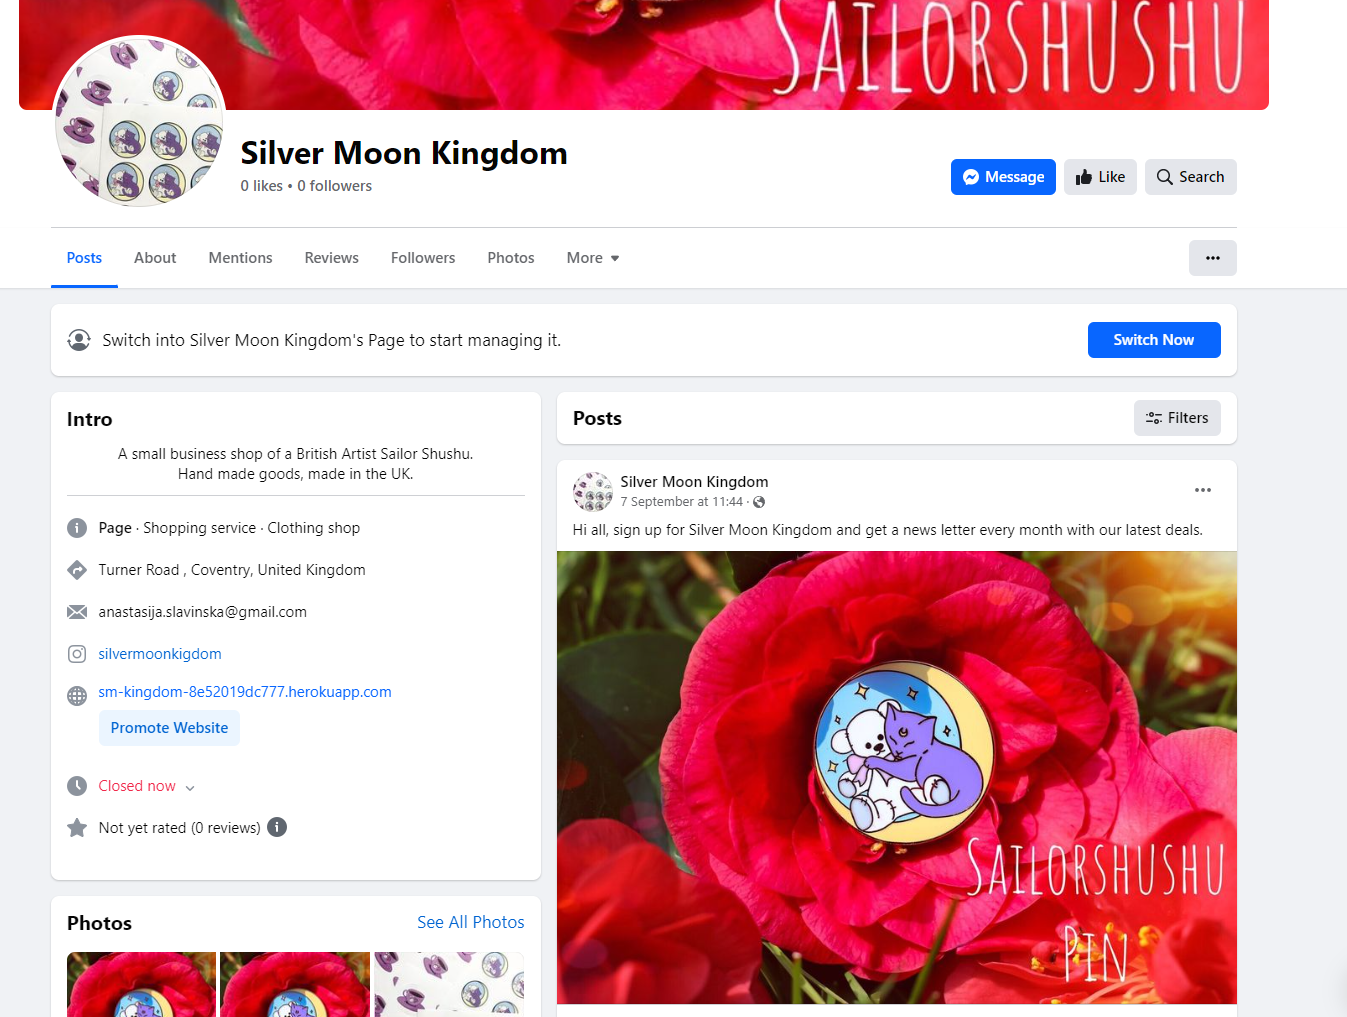 SAILORSHUSHU
Silver Moon Kingdom
0 likes • 0 followers
Message
Like
Search
Posts
About
Mentions
Reviews
Followers
Photos
More
Switch into Silver Moon Kingdom's Page to start managing it.
Switch Now
Intro
A small business shop of a British Artist Sailor Shushu.
Hand made goods, made in the UK.
Page · Shopping service · Clothing shop
Turner Road , Coventry, United Kingdom
anastasija.slavinska@gmail.com
silvermoonkigdom
sm-kingdom-8e52019dc777.herokuapp.com
Promote Website
Closed now
Not yet rated (0 reviews)
Photos
See All Photos
Posts
Filters
Silver Moon Kingdom
7 September at 11:44 ·
Hi all, sign up for Silver Moon Kingdom and get a news letter every month with our latest deals.
SAILORSHUSHU
PIN